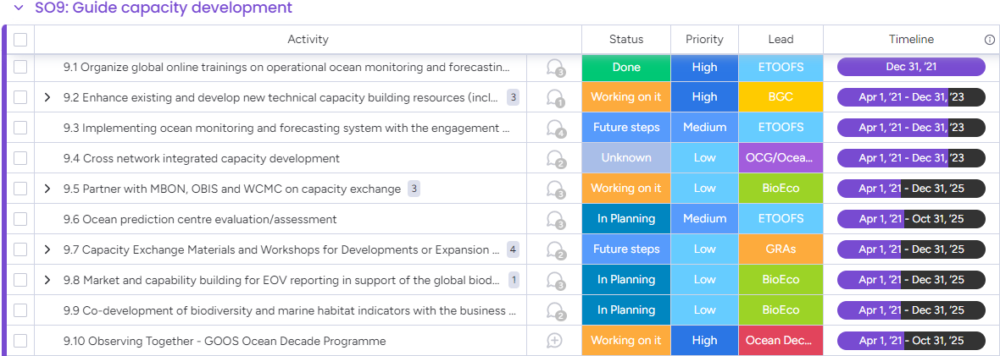 SO9: Guide capacity development
Activity Status Priority Lead Timeline
9.1 Organize global online trainings on operational ocean monitoring and forecastin... 3 Done High ETOOFS Dec 31, '21
9.2 Enhance existing and develop new technical capacity building resources (incl... 3 1 Working on it High BGC Apr 1, '21 - Dec 31, '23
9.3 Implementing ocean monitoring and forecasting system with the engagement ... 4 Future steps Medium ETOOFS Apr 1, '21 - Dec 31, '23
9.4 Cross network integrated capacity development 2 Unknown Low OCG/Ocea... Apr 1, '21 - Dec 31, '23
9.5 Partner with MBON, OBIS and WCMC on capacity exchange 3 3 Working on it Low BioEco Apr 1, '21 - Dec 31, '25
9.6 Ocean prediction centre evaluation/assessment 3 In Planning Medium ETOOFS Apr 1, '21 - Oct 31, '25
9.7 Capacity Exchange Materials and Workshops for Developments or Expansion ... 4 2 Future steps Low GRAs Apr 1, '21 - Dec 31, '25
9.8 Market and capability building for EOV reporting in support of the global biod... 1 3 In Planning Low BioEco Apr 1, '21 - Dec 31, '25
9.9 Co-development of biodiversity and marine habitat indicators with the business ... 2 In Planning Low BioEco Apr 1, '21 - Dec 31, '25
9.10 Observing Together - GOOS Ocean Decade Programme Working on it High Ocean Dec... Apr 1, '21 - Oct 31, '25